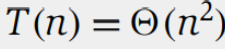 T(n) = Θ(n²)